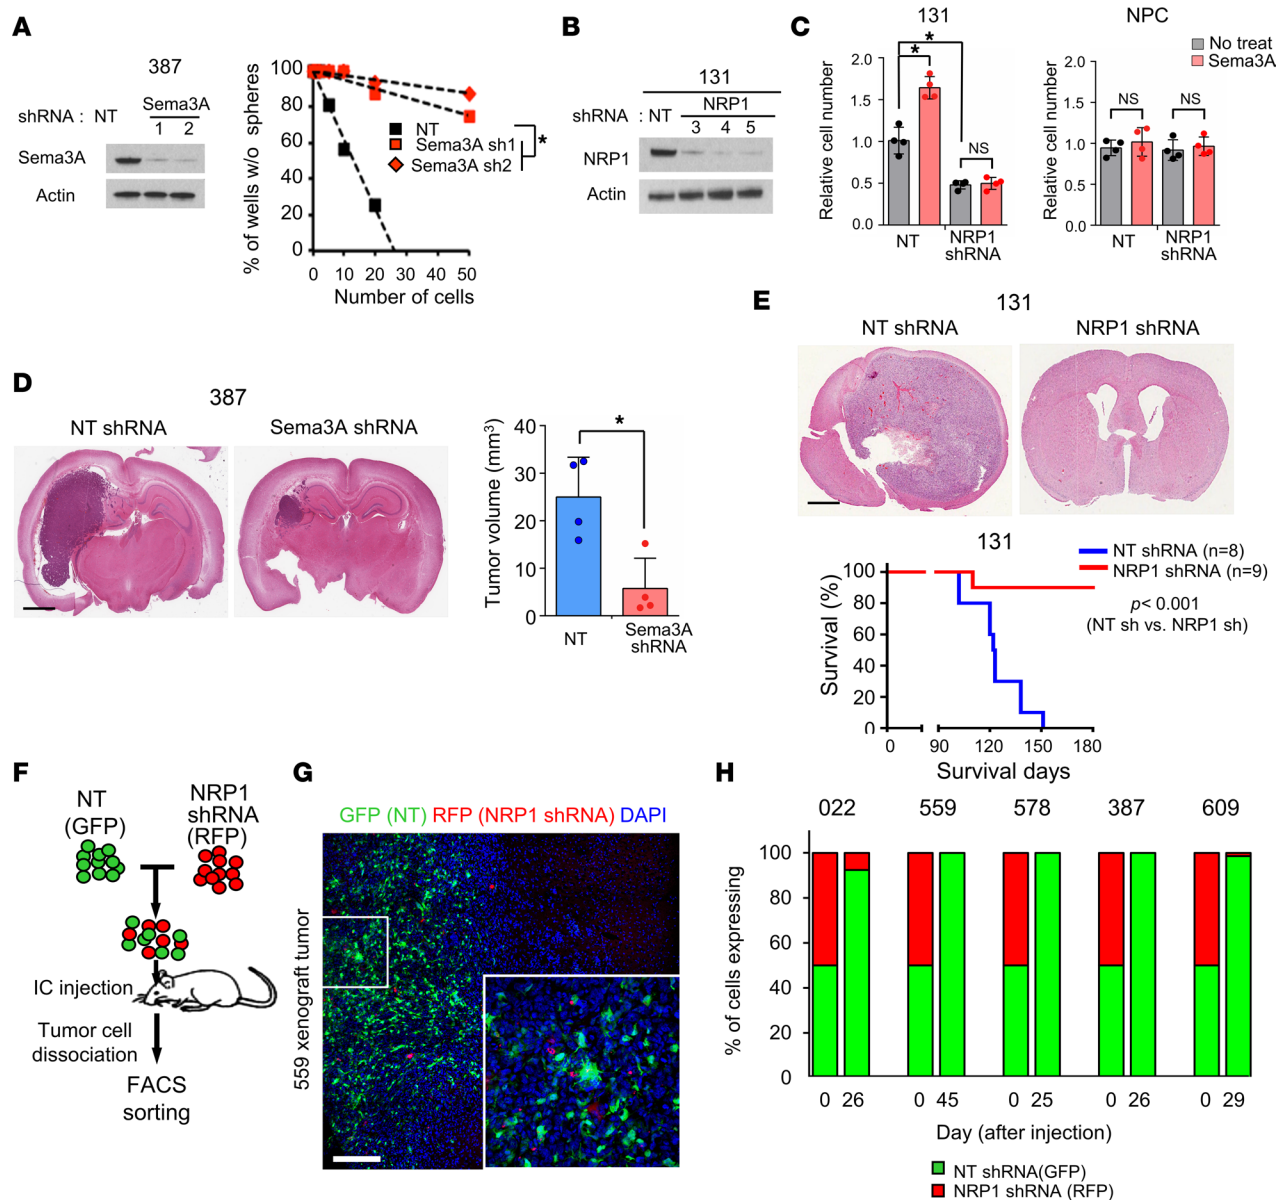 A
387
shRNA : NT Sema3A
1 2
Sema3A
Actin
% of wells w/o spheres
100
80
60
40
20
0
0 10 20 30 40 50
Number of cells
NT
Sema3A sh1
Sema3A sh2
*
B
131
shRNA : NT NRP1
3 4 5
NRP1
Actin
C
131
Relative cell number
2.0
1.5
1.0
0.5
0.0
*
*
NS
NT NRP1
shRNA
NPC
No treat
Sema3A
Relative cell number
2.0
1.5
1.0
0.5
0.0
NS NS
NT NRP1
shRNA
D
387
NT shRNA Sema3A shRNA
Tumor volume (mm³)
40
30
20
10
0
*
NT Sema3A
shRNA
E
131
NT shRNA NRP1 shRNA
131
NT shRNA (n=8)
NRP1 shRNA (n=9)
p< 0.001
(NT sh vs. NRP1 sh)
Survival (%)
100
80
60
40
20
0
0 90 120 150 180
Survival days
F
NT
(GFP)
NRP1
shRNA
(RFP)
IC injection
Tumor cell
dissociation
FACS
sorting
G
GFP (NT) RFP (NRP1 shRNA) DAPI
559 xenograft tumor
H
022 559 578 387 609
% of cells expressing
100
80
60
40
20
0
0 26 0 45 0 25 0 26 0 29
Day (after injection)
NT shRNA(GFP)
NRP1 shRNA (RFP)